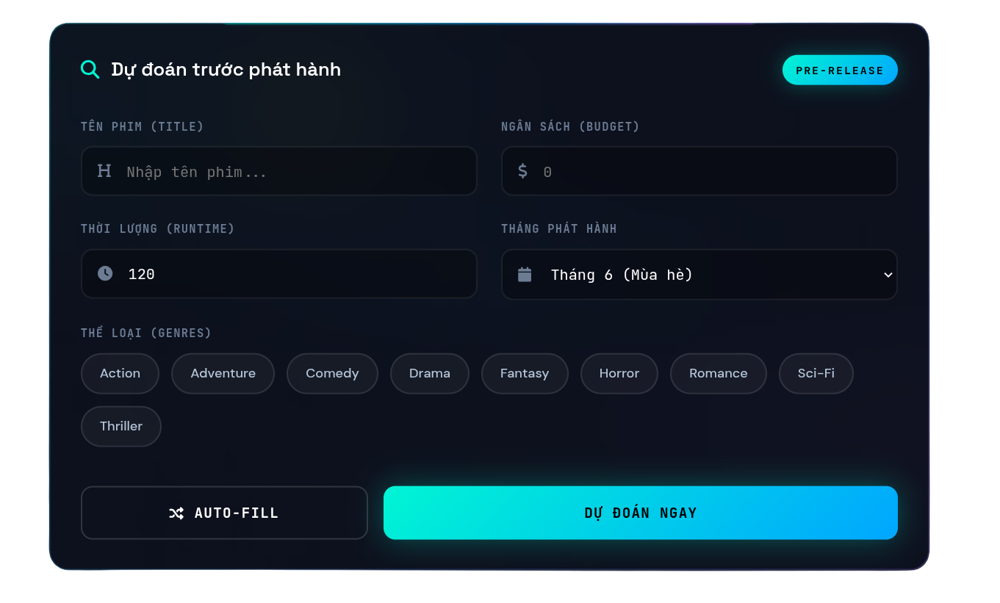 Dự đoán trước phát hành
PRE-RELEASE
TÊN PHIM (TITLE)
NGÂN SÁCH (BUDGET)
Nhập tên phim...
$ 0
THỜI LƯỢNG (RUNTIME)
THÁNG PHÁT HÀNH
120
Tháng 6 (Mùa hè)
THỂ LOẠI (GENRES)
Action Adventure Comedy Drama Fantasy Horror Romance Sci-Fi
Thriller
AUTO-FILL
DỰ ĐOÁN NGAY